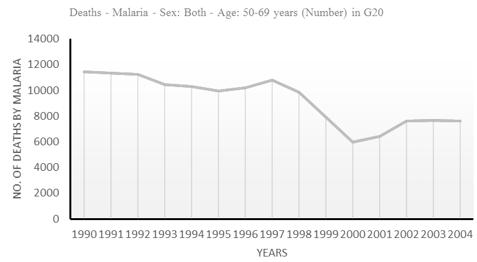 Deaths - Malaria - Sex: Both - Age: 50-69 years (Number) in G20
14000
12000
10000
8000
6000
4000
2000
0
NO. OF DEATHS BY MALARIA
1990 1991 1992 1993 1994 1995 1996 1997 1998 1999 2000 2001 2002 2003 2004
YEARS